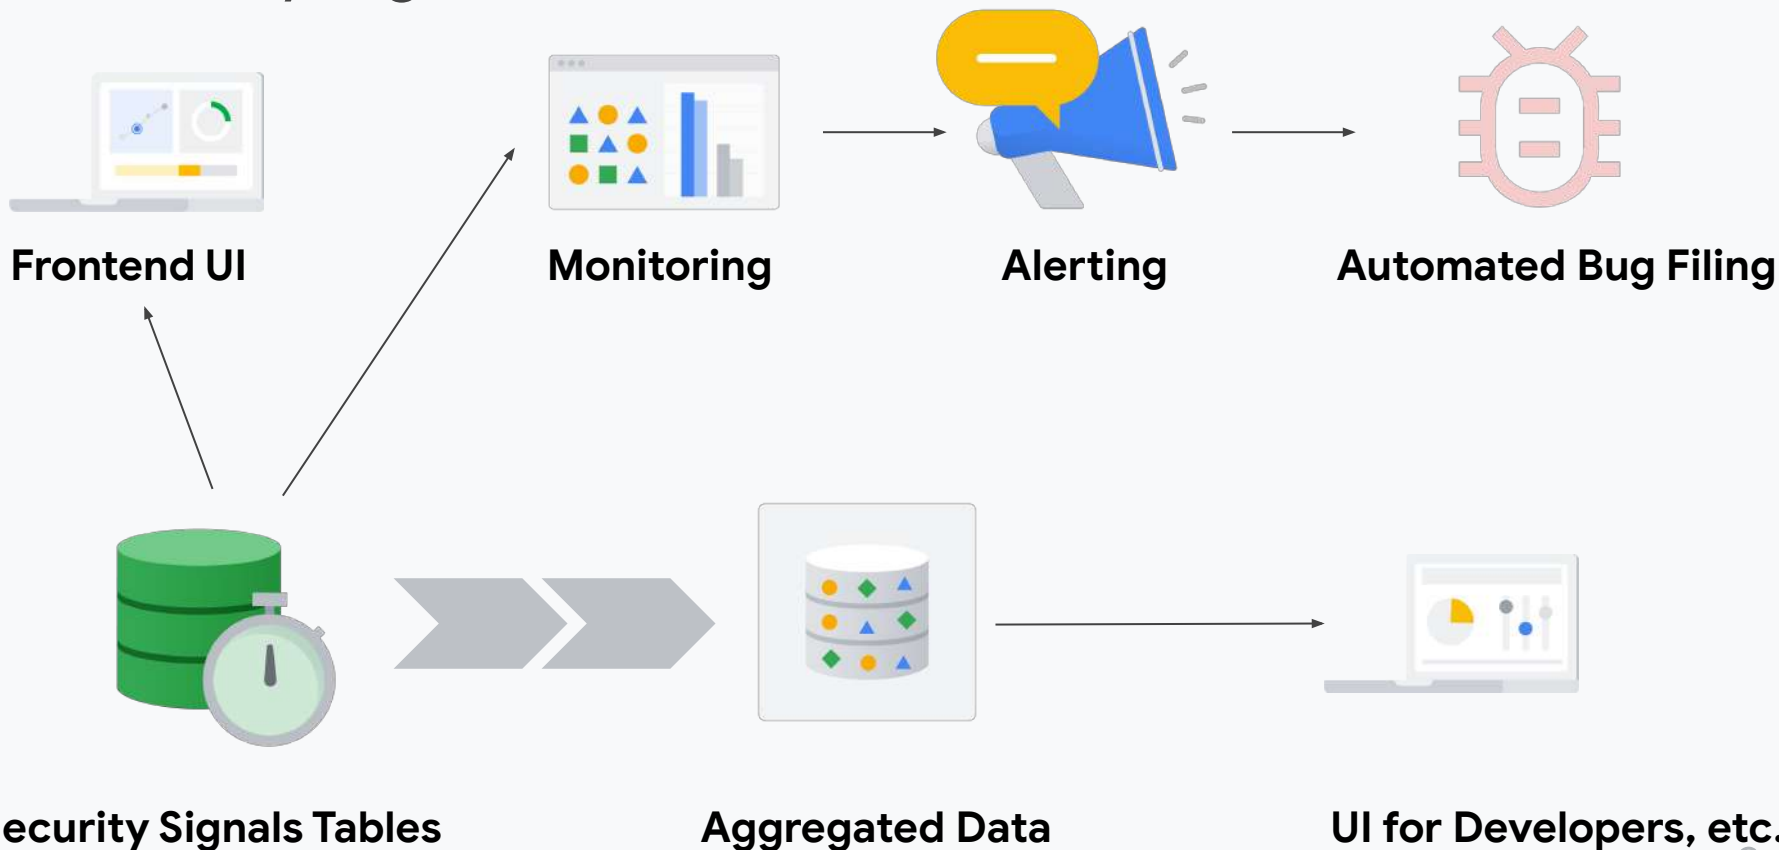 Frontend UI
Monitoring
Alerting
Automated Bug Filing
ecurity Signals Tables
Aggregated Data
UI for Developers, etc.